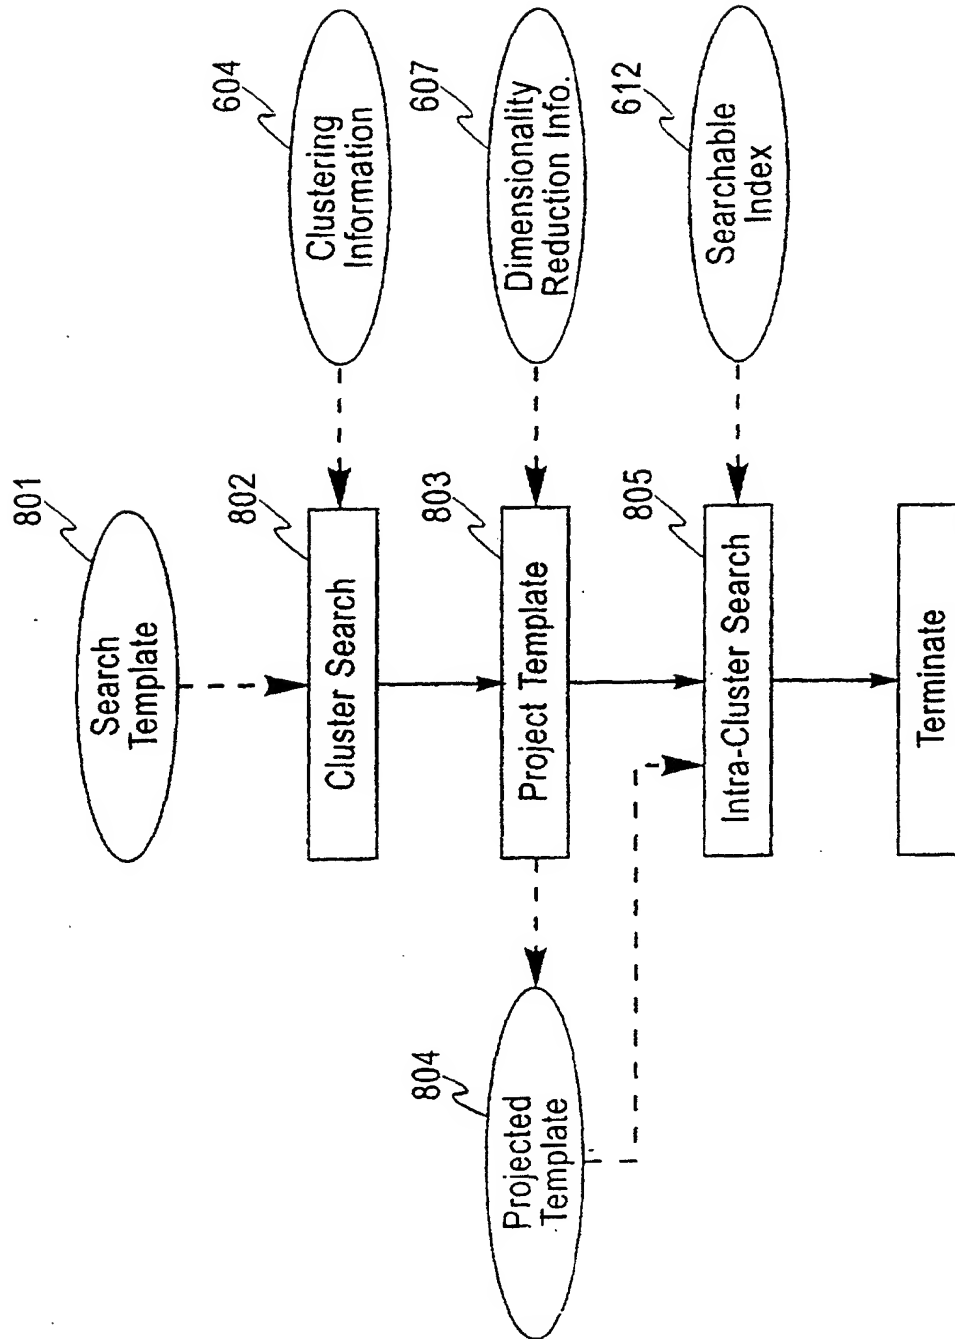 801
Search
Template
604
Clustering
Information
802
Cluster Search
607
Dimensionality
Reduction Info.
803
Project Template
804
Projected
Template
612
Searchable
Index
805
Intra-Cluster Search
Terminate